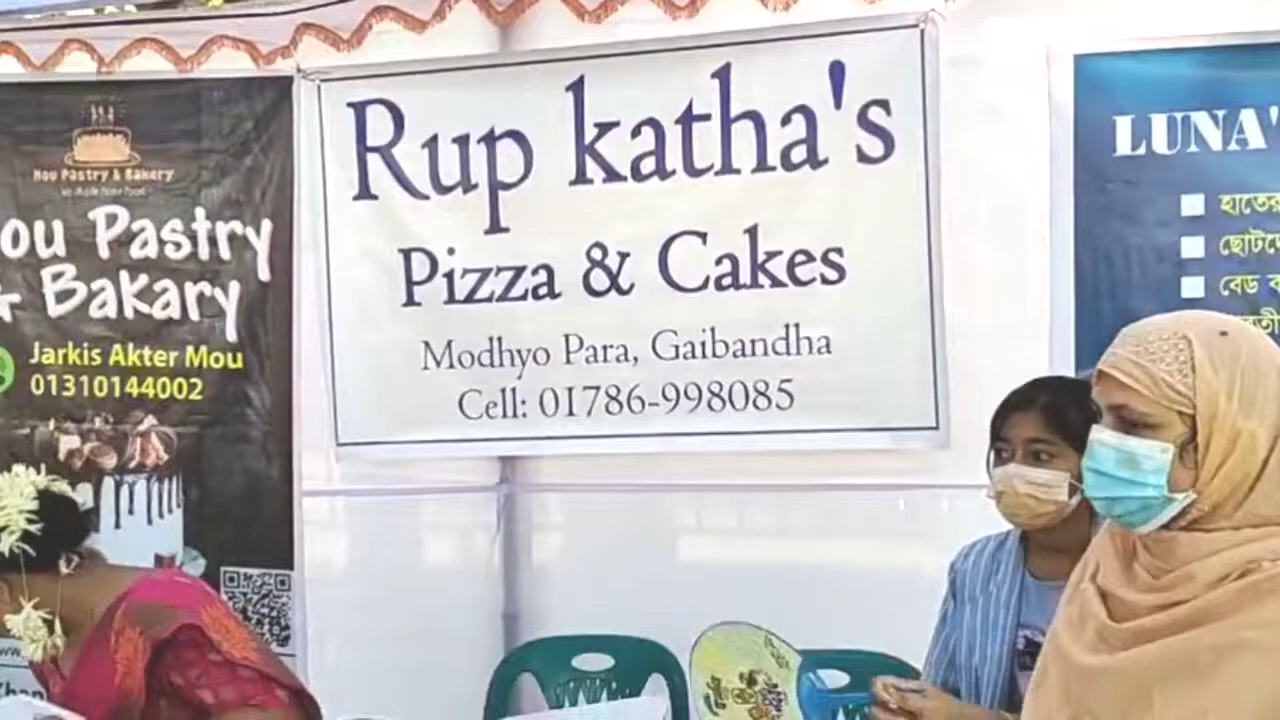 Mou Pastry & Bakery
ou Pastry
& Bakary
Jarkis Akter Mou
01310144002
Rup katha's
Pizza & Cakes
Modhyo Para, Gaibandha
Cell: 01786-998085
LUNA'
হাতের
বেড